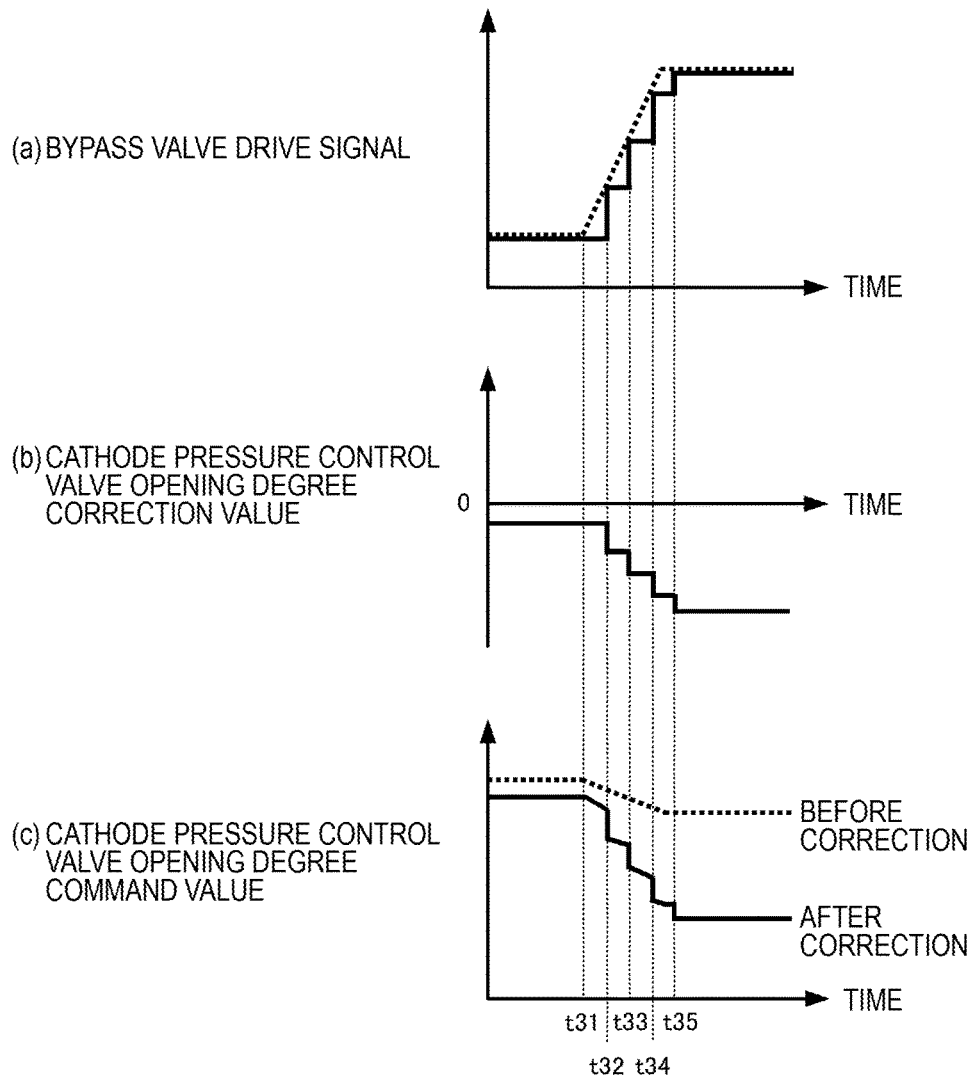 (a) BYPASS VALVE DRIVE SIGNAL
TIME
(b) CATHODE PRESSURE CONTROL
VALVE OPENING DEGREE
CORRECTION VALUE
0
TIME
(c) CATHODE PRESSURE CONTROL
VALVE OPENING DEGREE
COMMAND VALUE
BEFORE
CORRECTION
AFTER
CORRECTION
TIME
t31 t33 t35
t32 t34